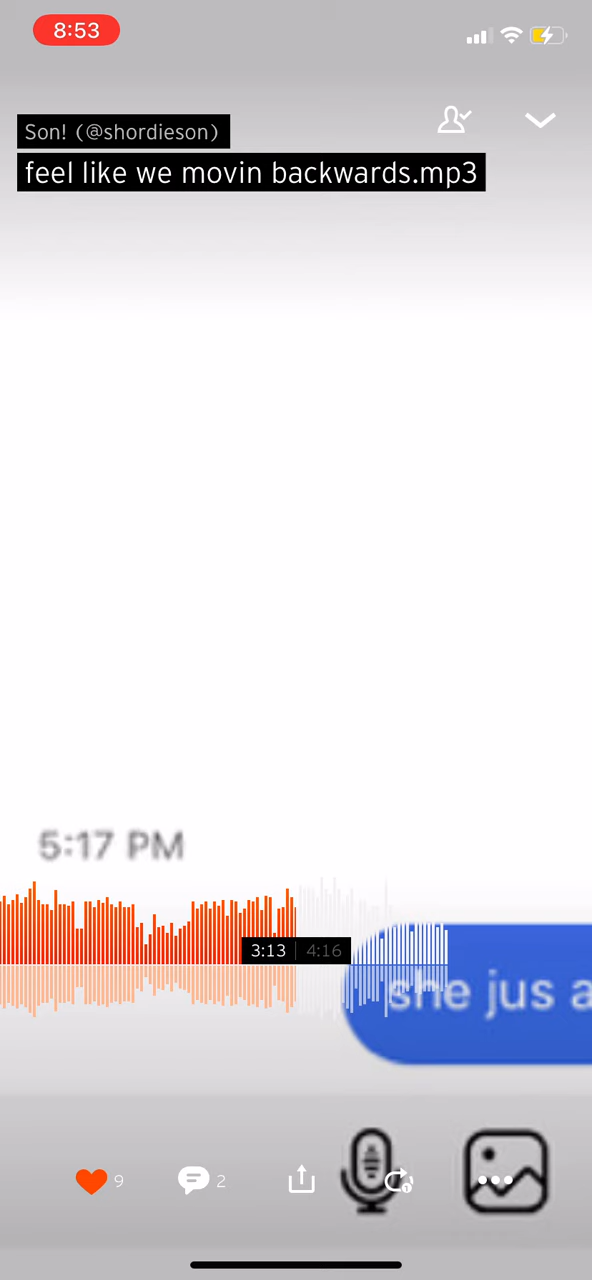 8:53
Son! (@shordieson)
feel like we movin backwards.mp3
5:17 PM
3:13 | 4:16
she jus a
9
2
1